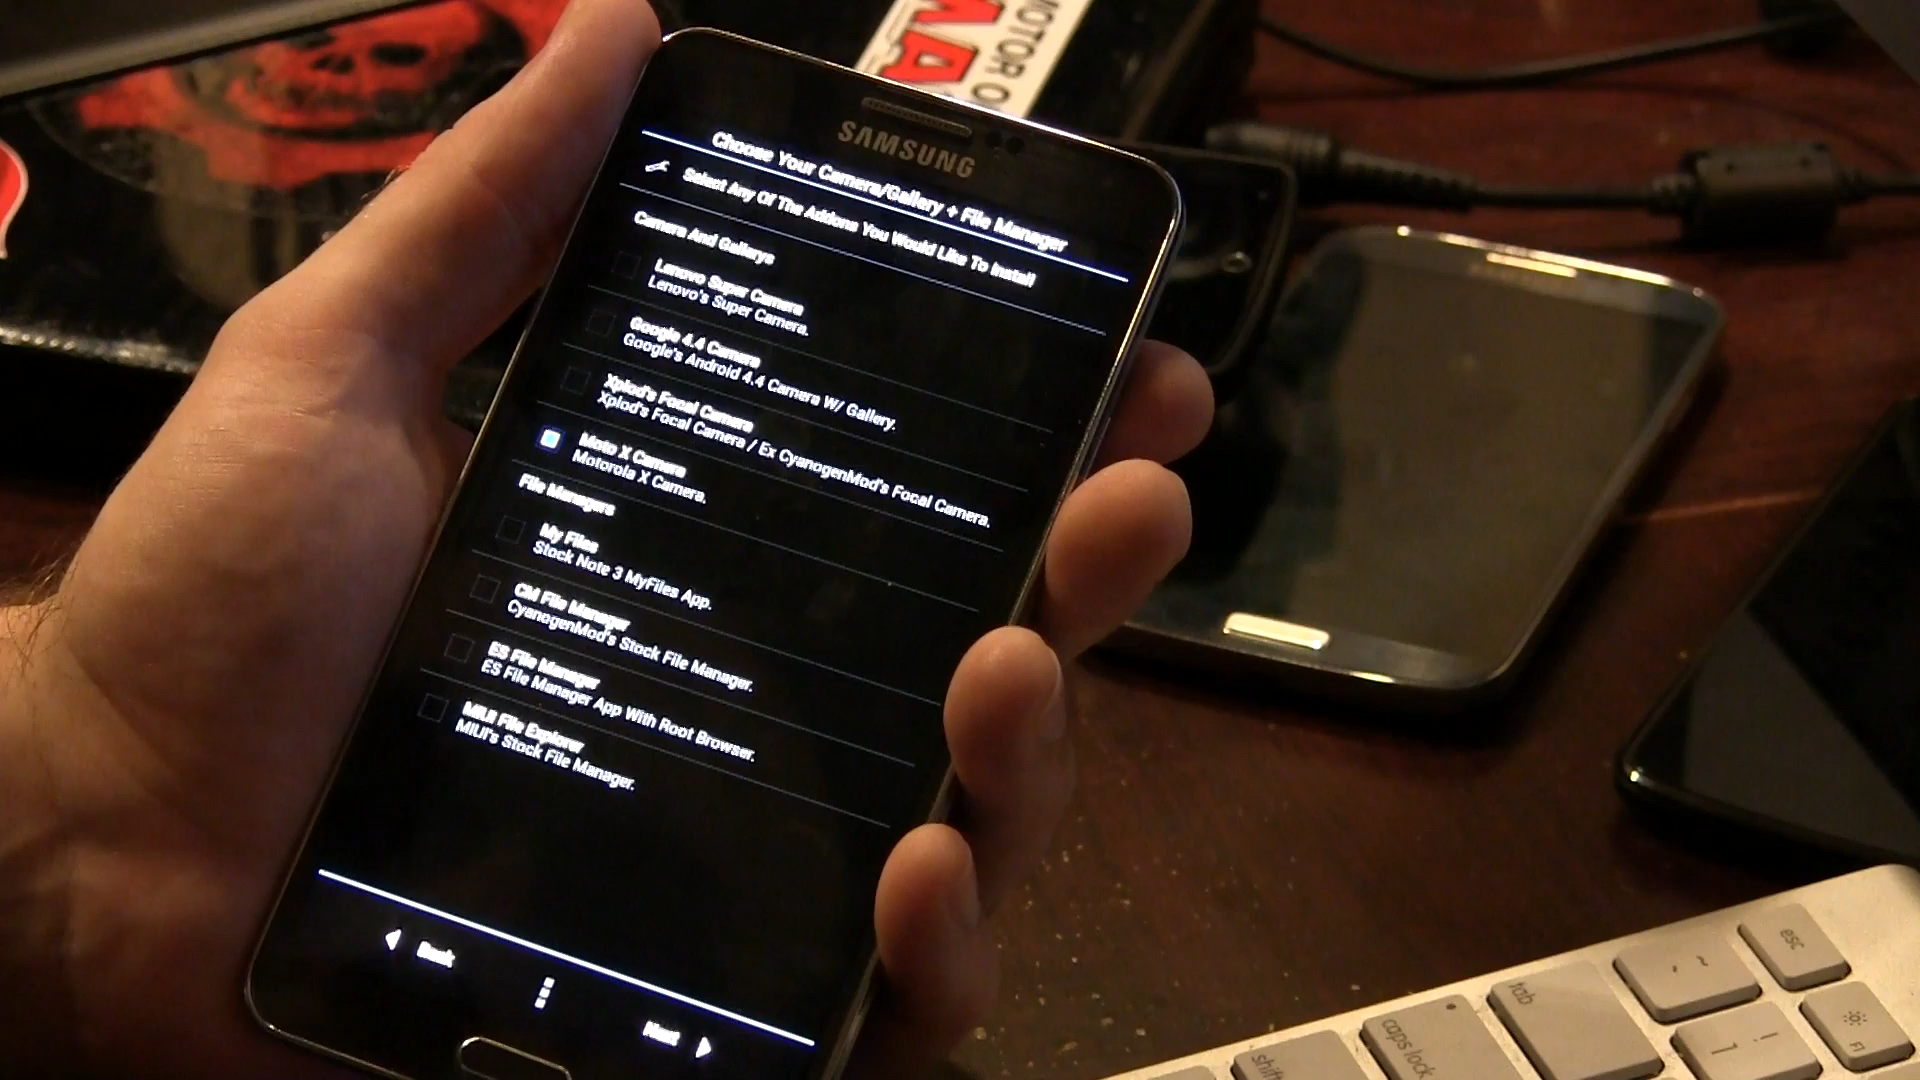 MOTOR O
SAMSUNG
Choose Your Camera/Gallery + File Manager
Select Any Of The Addons You Would Like To Install
Camera And Gallerys
Lenovo Super Camera
Lenovo's Super Camera.
Google 4.4 Camera
Google's Android 4.4 Camera W/ Gallery.
Xplod's Focal Camera
Xplod's Focal Camera / Ex CyanogenMod's Focal Camera.
Moto X Camera
Motorola X Camera.
File Managers
My Files
Stock Note 3 MyFiles App.
CM File Manager
CyanogenMod's Stock File Manager.
ES File Manager
ES File Manager App With Root Browser.
MIUI File Explorer
MIUI's Stock File Manager.
Back
Next
esc
~
tab
!
1
F1
caps lock
shift